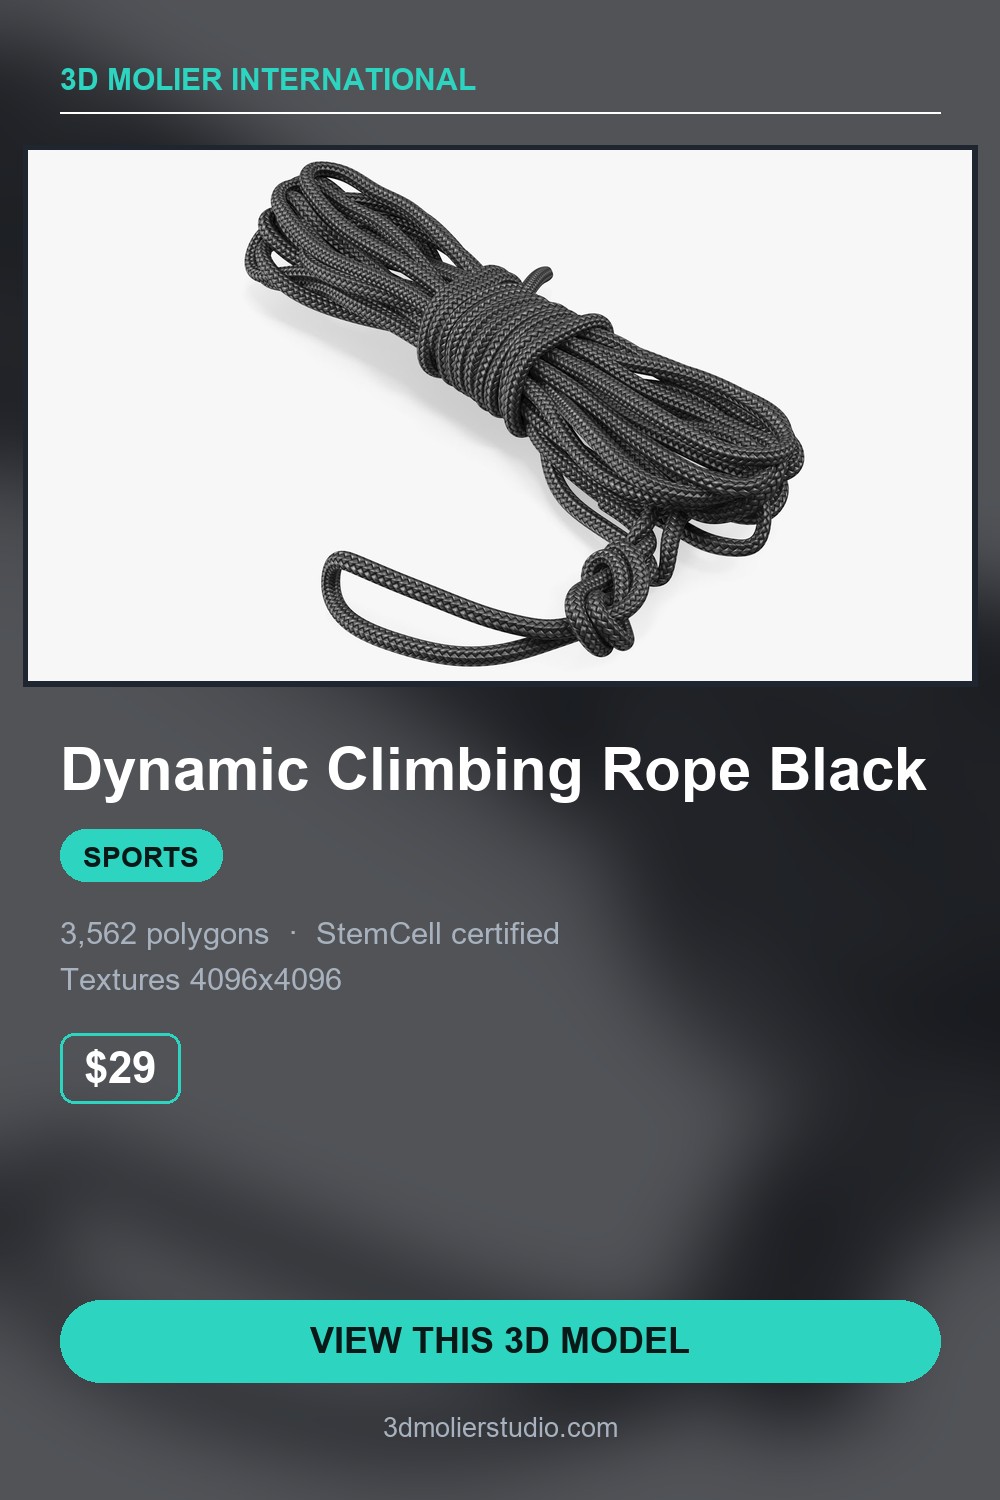 3D MOLIER INTERNATIONAL
Dynamic Climbing Rope Black
SPORTS
3,562 polygons · StemCell certified
Textures 4096x4096
$29
VIEW THIS 3D MODEL
3dmolierstudio.com